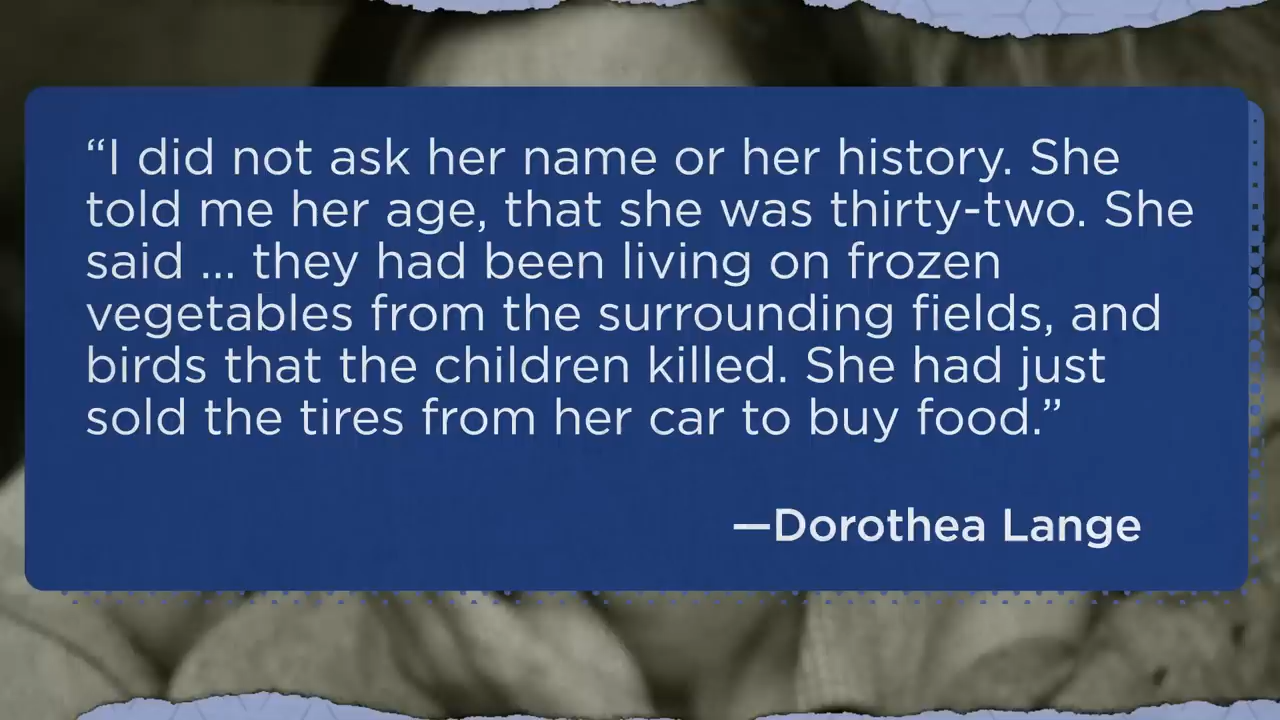 “I did not ask her name or her history. She
told me her age, that she was thirty-two. She
said ... they had been living on frozen
vegetables from the surrounding fields, and
birds that the children killed. She had just
sold the tires from her car to buy food.”
—Dorothea Lange